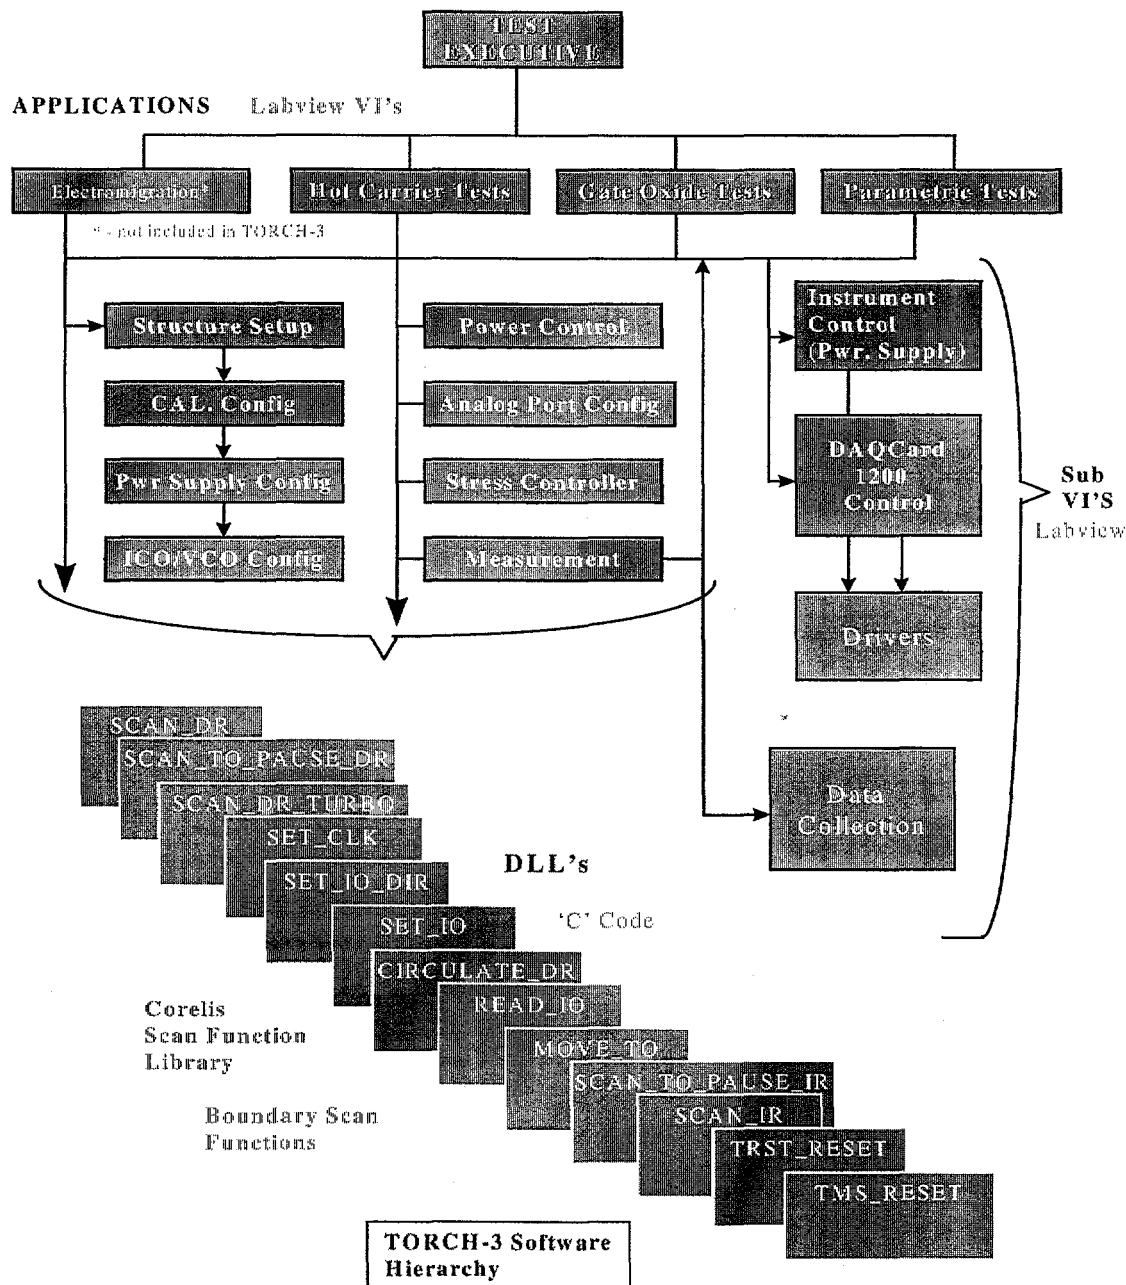 TEST
EXECUTIVE
APPLICATIONS Labview VI's
Electromigration*
Hot Carrier Tests
Gate Oxide Tests
Parametric Tests
* - not included in TORCH-3
Structure Setup
CAL. Config
Pwr Supply Config
ICO/VCO Config
Power Control
Analog Port Config
Stress Controller
Measurement
Instrument
Control
(Pwr. Supply)
DAQCard
1200
Control
Drivers
Data
Collection
Sub
VI'S
Labview
SCAN_DR
SCAN_TO_PAUSE_DR
SCAN_DR_TURBO
SET_CLK
SET_IO_DIR
SET_IO
CIRCULATE_DR
READ_IO
MOVE_TO
SCAN_TO_PAUSE_IR
SCAN_IR
TRST_RESET
TMS_RESET
DLL's
'C' Code
Corelis
Scan Function
Library
Boundary Scan
Functions
TORCH-3 Software
Hierarchy